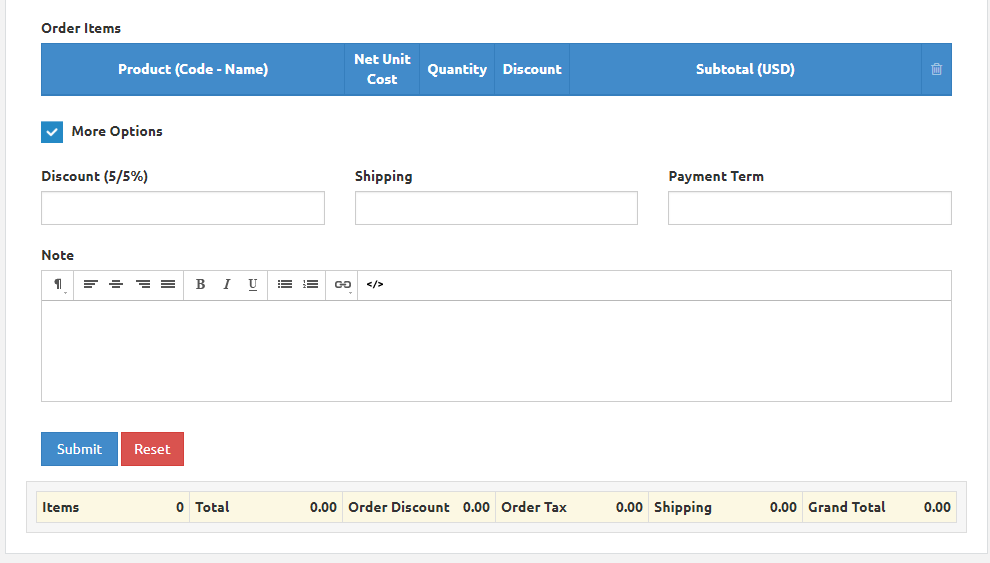 Order Items
Product (Code - Name) Net Unit Cost Quantity Discount Subtotal (USD)
More Options
Discount (5/5%) Shipping Payment Term
Note
¶ B I U </>
Submit Reset
Items 0 Total 0.00 Order Discount 0.00 Order Tax 0.00 Shipping 0.00 Grand Total 0.00